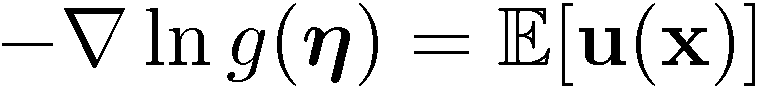 −∇ ln g(η) = 𝔼[u(x)]